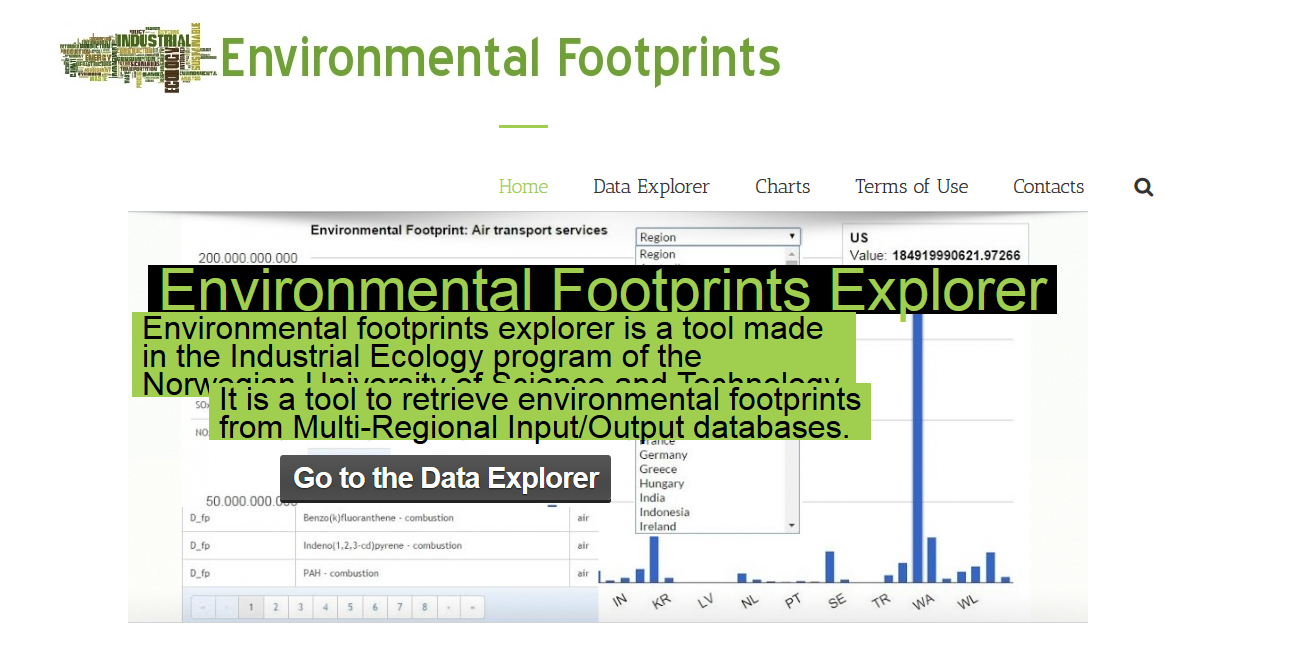 INDUSTRIAL
ECOLOGY
SUSTAINABLE
Environmental Footprints
Home Data Explorer Charts Terms of Use Contacts
Environmental Footprint: Air transport services
Region
US
200.000.000.000
Region
Value: 184919990621.97266
Environmental Footprints Explorer
Environmental footprints explorer is a tool made
in the Industrial Ecology program of the
Norwegian University of Science and Technology
It is a tool to retrieve environmental footprints
from Multi-Regional Input/Output databases.
France
Germany
Greece
Hungary
India
Indonesia
Ireland
Go to the Data Explorer
50.000.000.000
D_fp Benzo(k)fluoranthene - combustion air
D_fp Indeno(1,2,3-cd)pyrene - combustion air
D_fp PAH - combustion air
1 2 3 4 5 6 7 8
IN KR LV NL PT SE TR WA WL